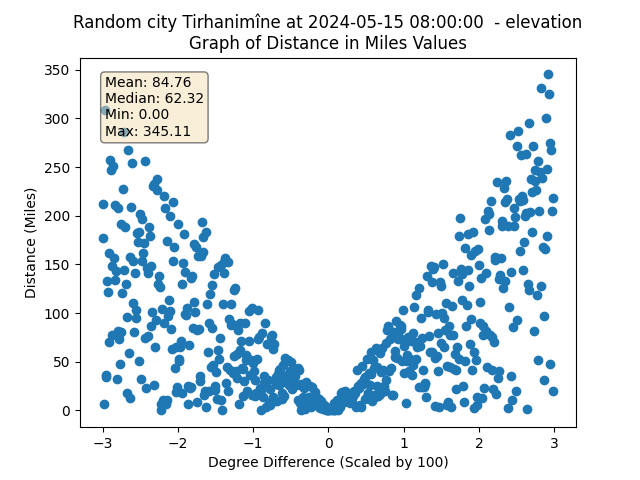 Random city Tirhanimîne at 2024-05-15 08:00:00  - elevation
Graph of Distance in Miles Values
Mean: 84.76
Median: 62.32
Min: 0.00
Max: 345.11
350
300
250
200
150
100
50
0
Distance (Miles)
−3 −2 −1 0 1 2 3
Degree Difference (Scaled by 100)